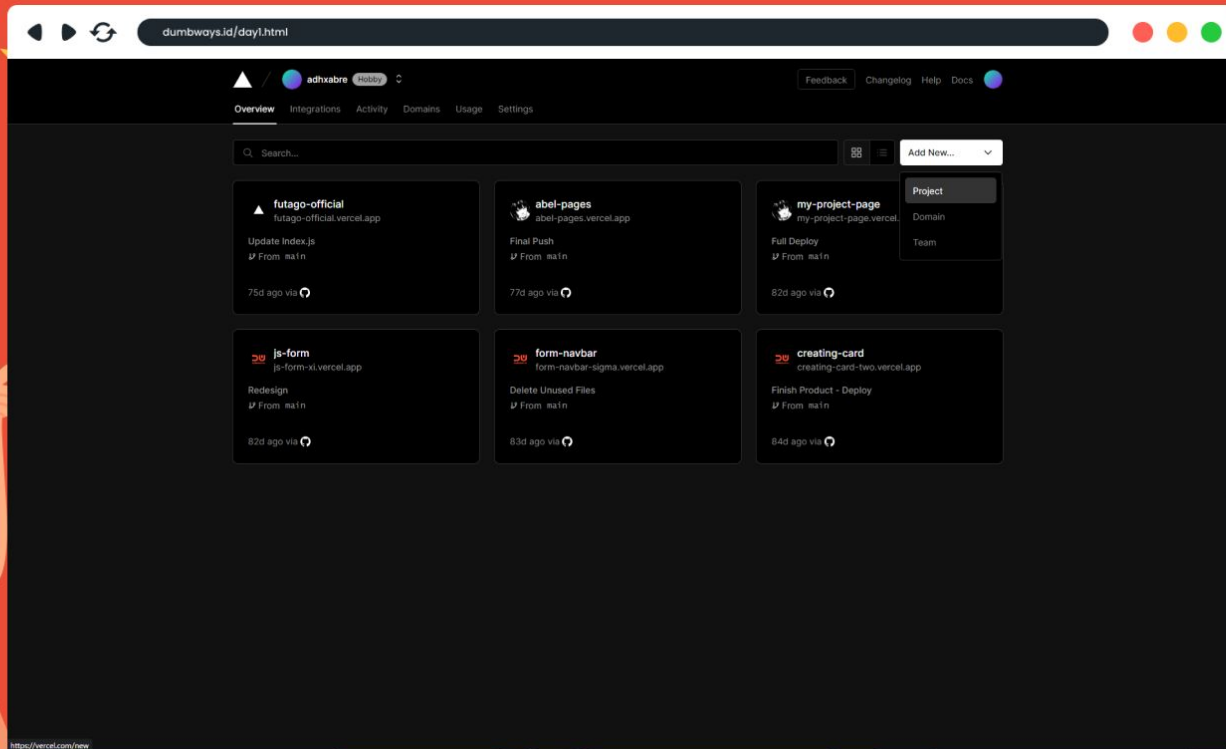 dumbways.id/day1.html
adhxabre Hobby
Feedback Changelog Help Docs
Overview Integrations Activity Domains Usage Settings
Search...
Add New...
Project
Domain
Team
futago-official
futago-official.vercel.app
Update Index.js
From main
75d ago via
abel-pages
abel-pages.vercel.app
Final Push
From main
77d ago via
my-project-page
my-project-page.vercel.
Full Deploy
From main
82d ago via
js-form
js-form-xi.vercel.app
Redesign
From main
82d ago via
form-navbar
form-navbar-sigma.vercel.app
Delete Unused Files
From main
83d ago via
creating-card
creating-card-two.vercel.app
Finish Product - Deploy
From main
84d ago via
https://vercel.com/new